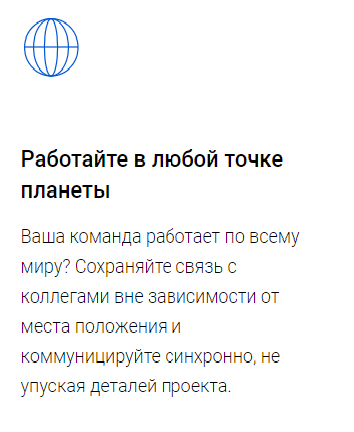 Работайте в любой точке
планеты
Ваша команда работает по всему
миру? Сохраняйте связь с
коллегами вне зависимости от
места положения и
коммуницируйте синхронно, не
упуская деталей проекта.